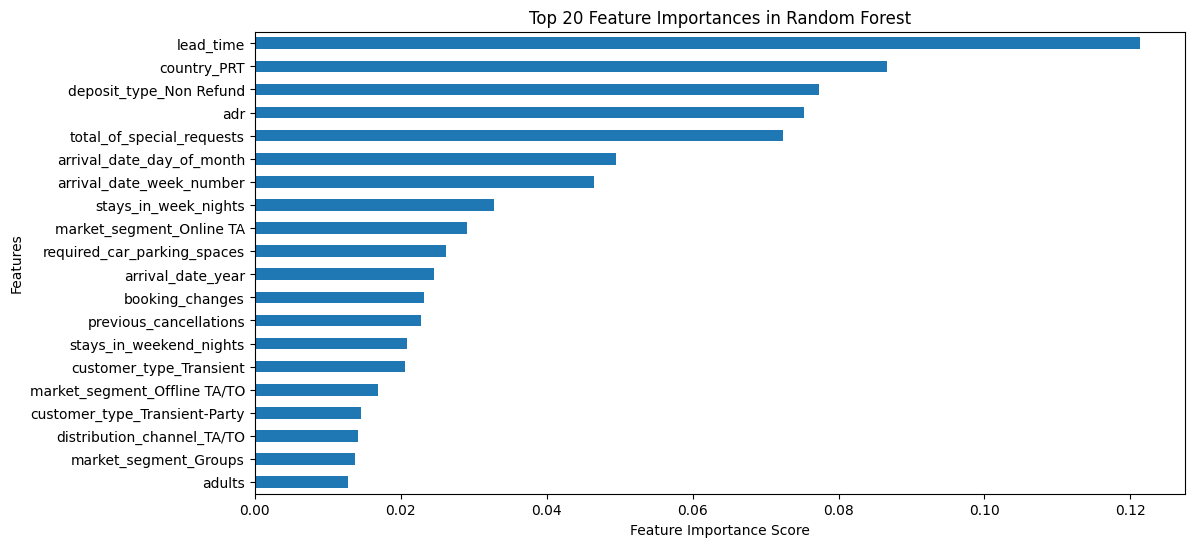 Top 20 Feature Importances in Random Forest
Features
lead_time
country_PRT
deposit_type_Non Refund
adr
total_of_special_requests
arrival_date_day_of_month
arrival_date_week_number
stays_in_week_nights
market_segment_Online TA
required_car_parking_spaces
arrival_date_year
booking_changes
previous_cancellations
stays_in_weekend_nights
customer_type_Transient
market_segment_Offline TA/TO
customer_type_Transient-Party
distribution_channel_TA/TO
market_segment_Groups
adults
0.00 0.02 0.04 0.06 0.08 0.10 0.12
Feature Importance Score